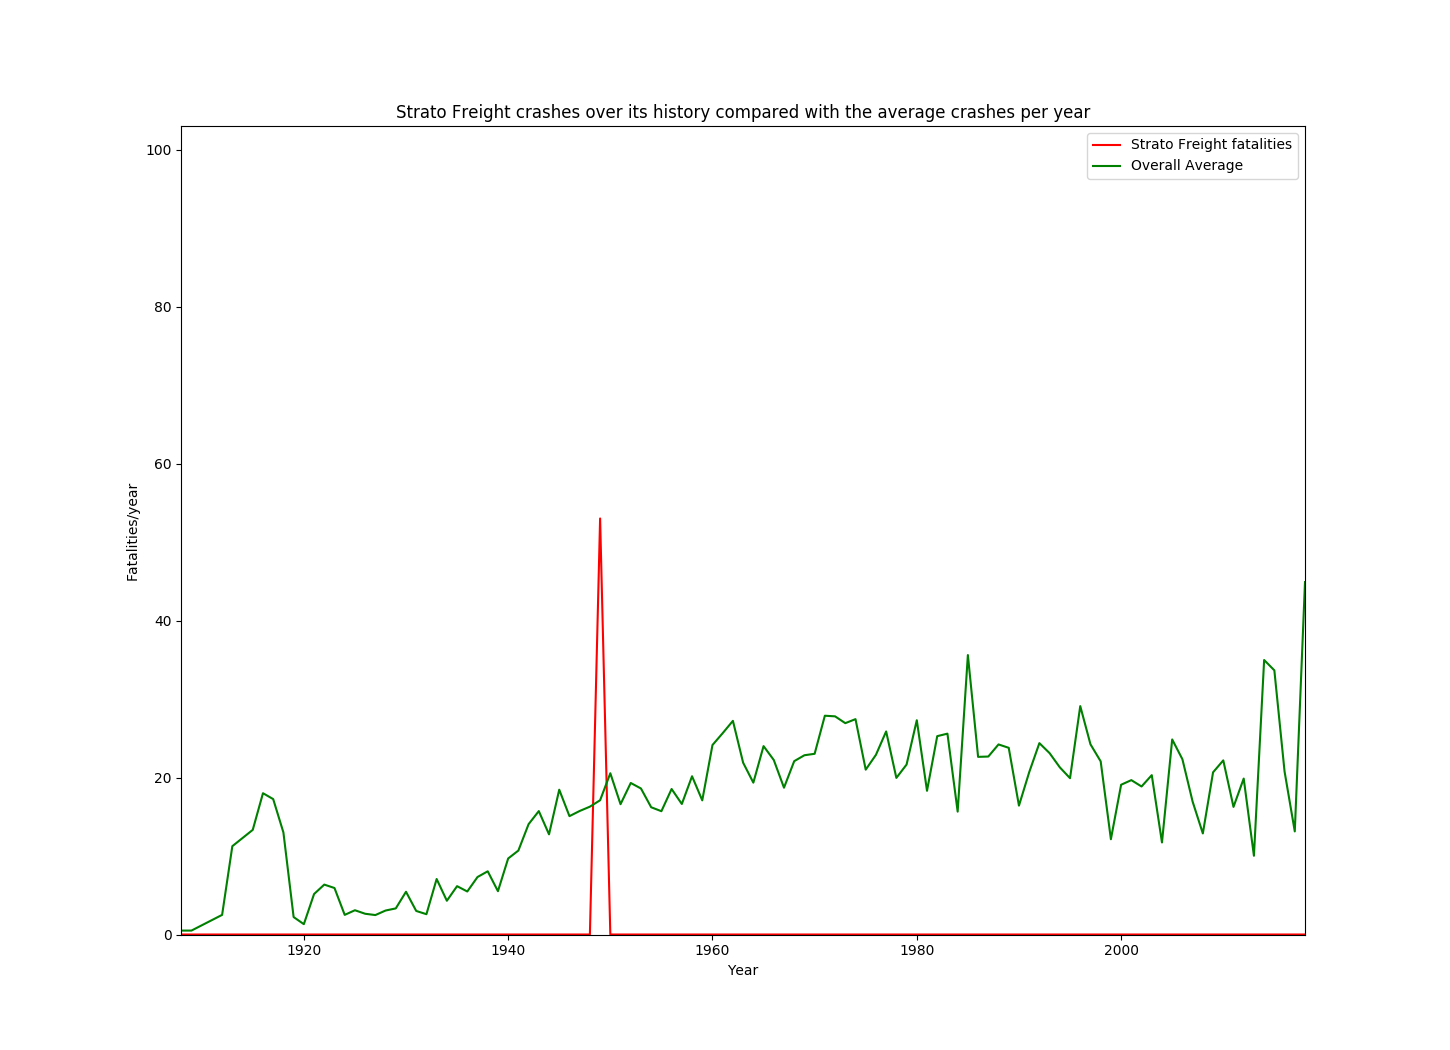 Strato Freight crashes over its history compared with the average crashes per year
Strato Freight fatalities
Overall Average
100
80
60
40
20
0
Fatalities/year
1920
1940
1960
1980
2000
Year